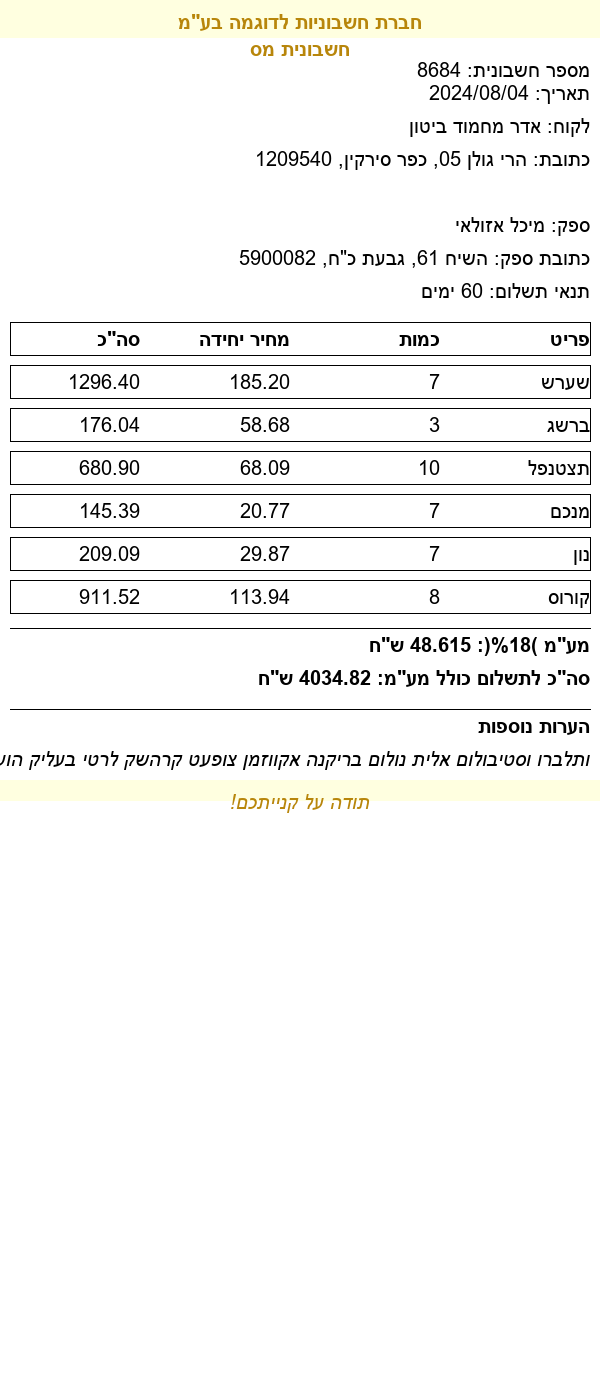 חברת חשבוניות לדוגמה בע"מ
חשבונית מס
מספר חשבונית: 8684
תאריך: 2024/08/04
לקוח: אדר מחמוד ביטון
כתובת: הרי גולן 05, כפר סירקין, 1209540
ספק: מיכל אזולאי
כתובת ספק: השיח 61, גבעת כ"ח, 5900082
תנאי תשלום: 60 ימים
פריט כמות מחיר יחידה סה"כ
שערש 7 185.20 1296.40
ברשג 3 58.68 176.04
תצטנפל 10 68.09 680.90
מנכם 7 20.77 145.39
נון 7 29.87 209.09
קורוס 8 113.94 911.52
מע"מ )18%(: 48.615 ש"ח
סה"כ לתשלום כולל מע"מ: 4034.82 ש"ח
הערות נוספות
ותלברו וסטיבולום אלית נולום בריקנה אקווזמן צופעט קרהשק לרטי בעליק
תודה על קנייתכם!